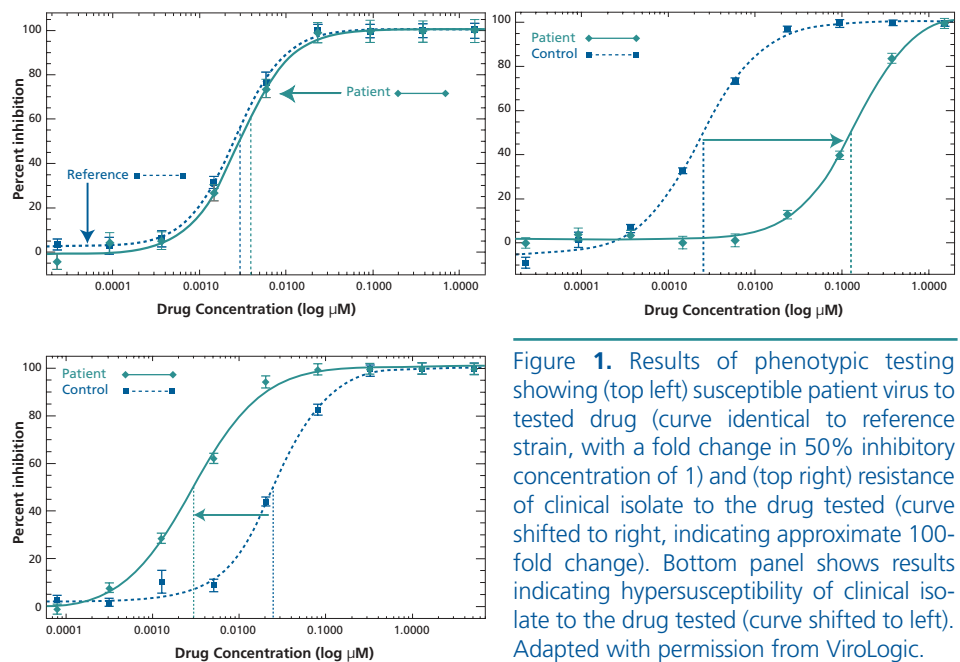 Percent inhibition
100
80
60
40
20
0
Patient
Reference
0.0001
0.0010
0.0100
0.1000
1.0000
Drug Concentration (log µM)
100
80
60
40
20
0
Patient
Control
0.0001
0.0010
0.0100
0.1000
1.0000
Drug Concentration (log µM)
Percent inhibition
100
80
60
40
20
0
Patient
Control
0.0001
0.0010
0.0100
0.1000
1.0000
Drug Concentration (log µM)
Figure 1. Results of phenotypic testing
showing (top left) susceptible patient virus to
tested drug (curve identical to reference
strain, with a fold change in 50% inhibitory
concentration of 1) and (top right) resistance
of clinical isolate to the drug tested (curve
shifted to right, indicating approximate 100-
fold change). Bottom panel shows results
indicating hypersusceptibility of clinical iso-
late to the drug tested (curve shifted to left).
Adapted with permission from ViroLogic.